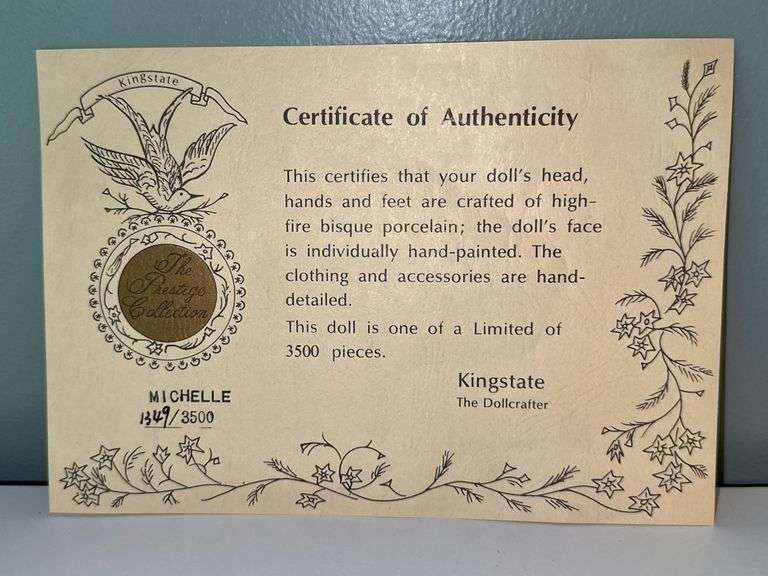 Kingstate
Certificate of Authenticity
This certifies that your doll's head,
hands and feet are crafted of high-
fire bisque porcelain; the doll's face
is individually hand-painted. The
clothing and accessories are hand-
detailed.
This doll is one of a Limited of
3500 pieces.
Kingstate
The Dollcrafter
The
Prestige
Collection
MICHELLE
1349/3500